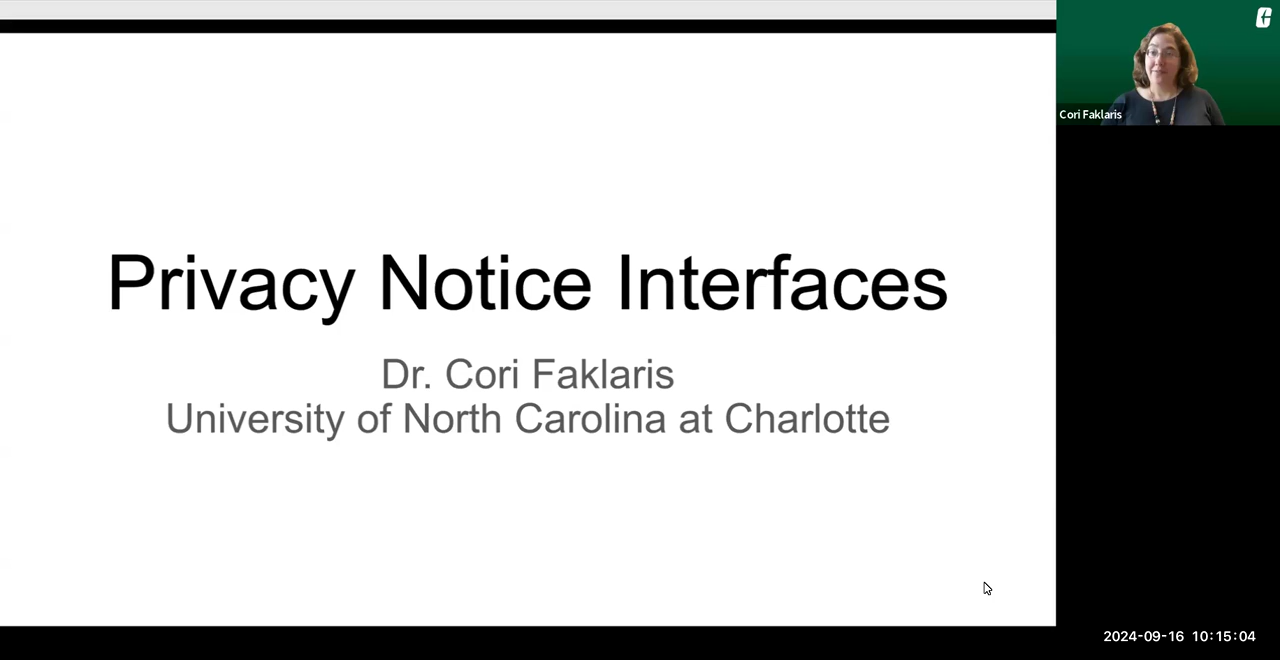 Privacy Notice Interfaces
Dr. Cori Faklaris
University of North Carolina at Charlotte
Cori Faklaris
2024-09-16 10:15:04